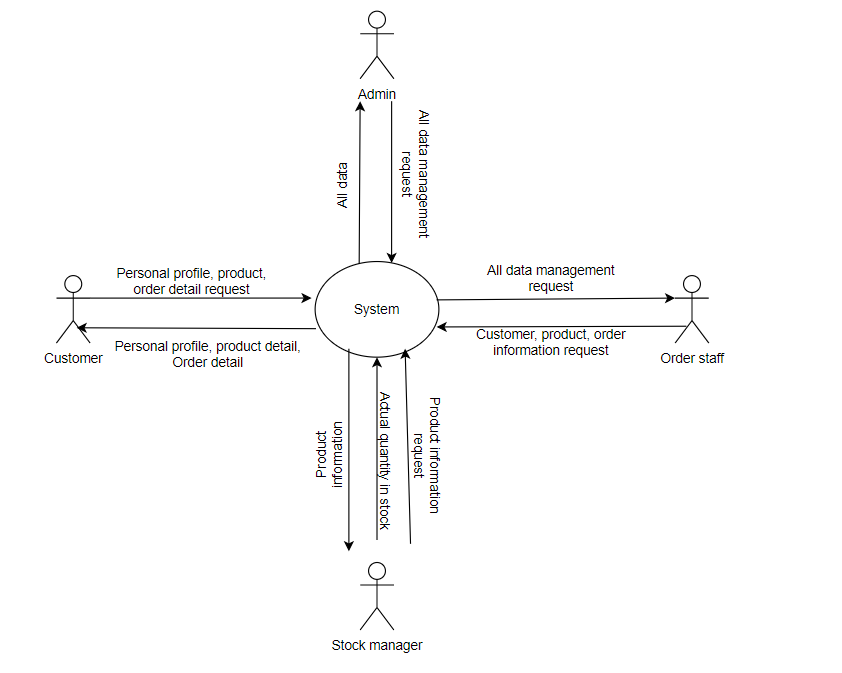 Admin
All data
All data management
request
Personal profile, product,
order detail request
All data management
request
System
Personal profile, product detail,
Order detail
Customer, product, order
information request
Customer
Order staff
Product
information
Actual quantity in stock
Product information
request
Stock manager